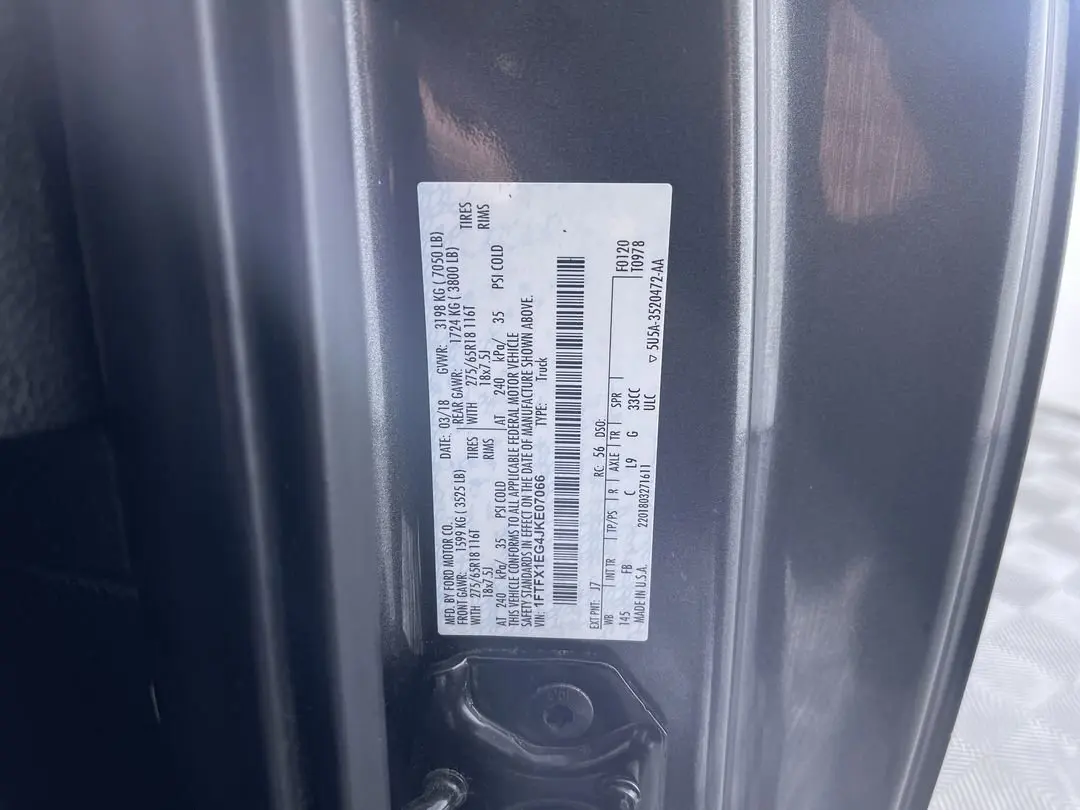 MFD. BY FORD MOTOR CO.
DATE: 03/18 GVWR: 3198 KG ( 7050 LB)
FRONT GAWR: 1599 KG ( 3525 LB)
REAR GAWR: 1724 KG ( 3800 LB)
WITH 275/65R18 116T TIRES
18x7.5J RIMS
WITH 275/65R18 116T TIRES
18x7.5J RIMS
AT 240 kPa/ 35 PSI COLD
AT 240 kPa/ 35 PSI COLD
THIS VEHICLE CONFORMS TO ALL APPLICABLE FEDERAL MOTOR VEHICLE
SAFETY STANDARDS IN EFFECT ON THE DATE OF MANUFACTURE SHOWN ABOVE.
VIN: 1FTFX1EG4JKE07066 TYPE: Truck
EXT PNT: J7 RC: 56 DSO: F0120
T0978
WB INT TR TP/PS R AXLE TR SPR
145 FB C L9 G 33CC
ULC
MADE IN U.S.A. 2201803271611 ▽ 5U5A-3520472-AA